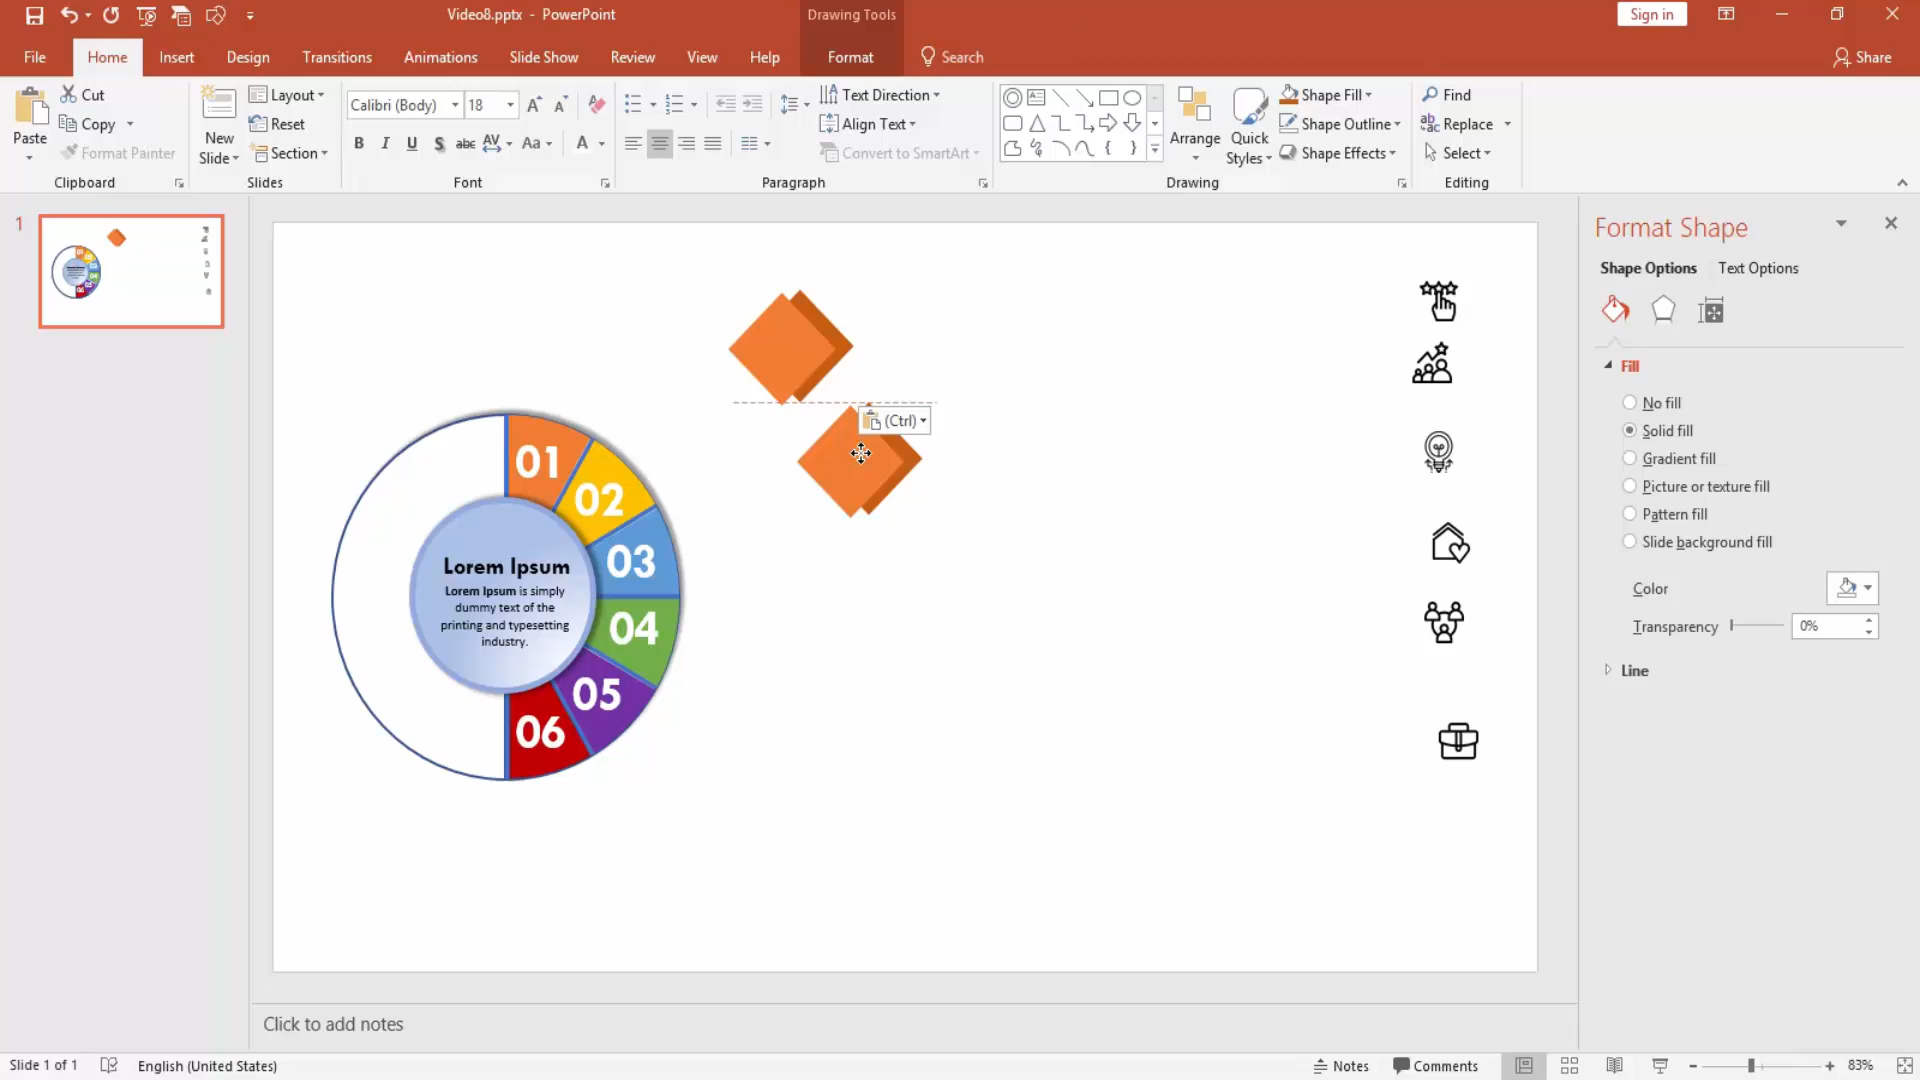 Video8.pptx - PowerPoint
Drawing Tools
Sign in
File
Home
Insert
Design
Transitions
Animations
Slide Show
Review
View
Help
Format
Search
Share
Paste
Cut
Copy
Format Painter
Clipboard
New
Slide
Layout
Reset
Section
Slides
Calibri (Body)
18
B
I
U
S
abc
AV
Aa
A
Font
Text Direction
Align Text
Convert to SmartArt
Paragraph
Arrange
Quick
Styles
Shape Fill
Shape Outline
Shape Effects
Drawing
Find
Replace
Select
Editing
1
(Ctrl)
01
02
03
04
05
06
Lorem Ipsum
Lorem Ipsum is simply
dummy text of the
printing and typesetting
industry.
Format Shape
Shape Options
Text Options
Fill
No fill
Solid fill
Gradient fill
Picture or texture fill
Pattern fill
Slide background fill
Color
Transparency
0%
Line
Click to add notes
Slide 1 of 1
English (United States)
Notes
Comments
83%